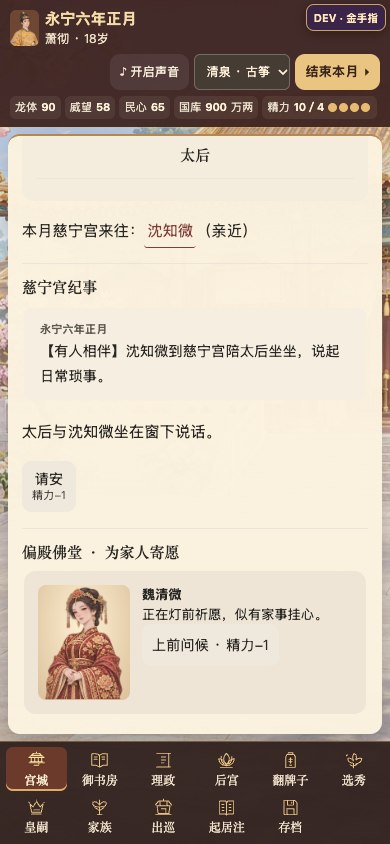 永宁六年正月
萧彻 · 18岁
DEV · 金手指
♪ 开启声音
清泉 · 古筝
结束本月
龙体 90 威望 58 民心 65 国库 900 万两 精力 10 / 4
太后
本月慈宁宫来往：沈知微（亲近）
慈宁宫纪事
永宁六年正月
【有人相伴】沈知微到慈宁宫陪太后坐坐，说起
日常琐事。
太后与沈知微坐在窗下说话。
请安
精力−1
偏殿佛堂 · 为家人寄愿
魏清微
正在灯前祈愿，似有家事挂心。
上前问候 · 精力−1
宫城 御书房 理政 后宫 翻牌子 选秀
皇嗣 家族 出巡 起居注 存档